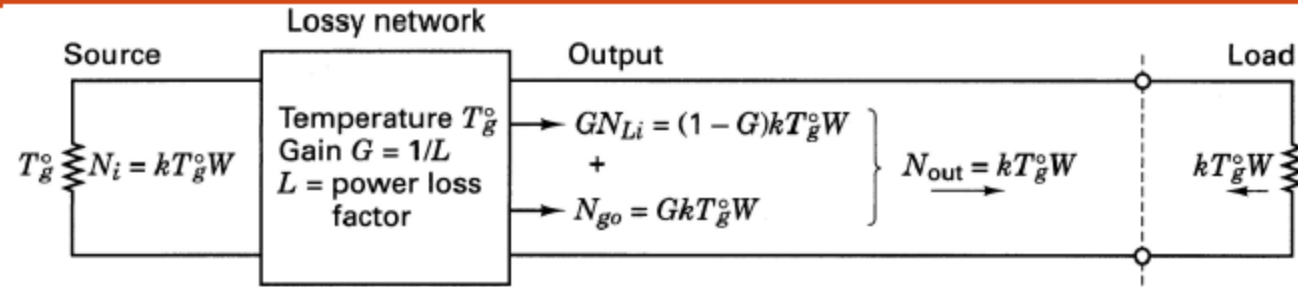 Lossy network
Source
Output
Load
T°g
Ni = kT°gW
Temperature T°g
Gain G = 1/L
L = power loss
factor
GNLi = (1 – G)kT°gW
+
Ngo = GkT°gW
Nout = kT°gW
kT°gW